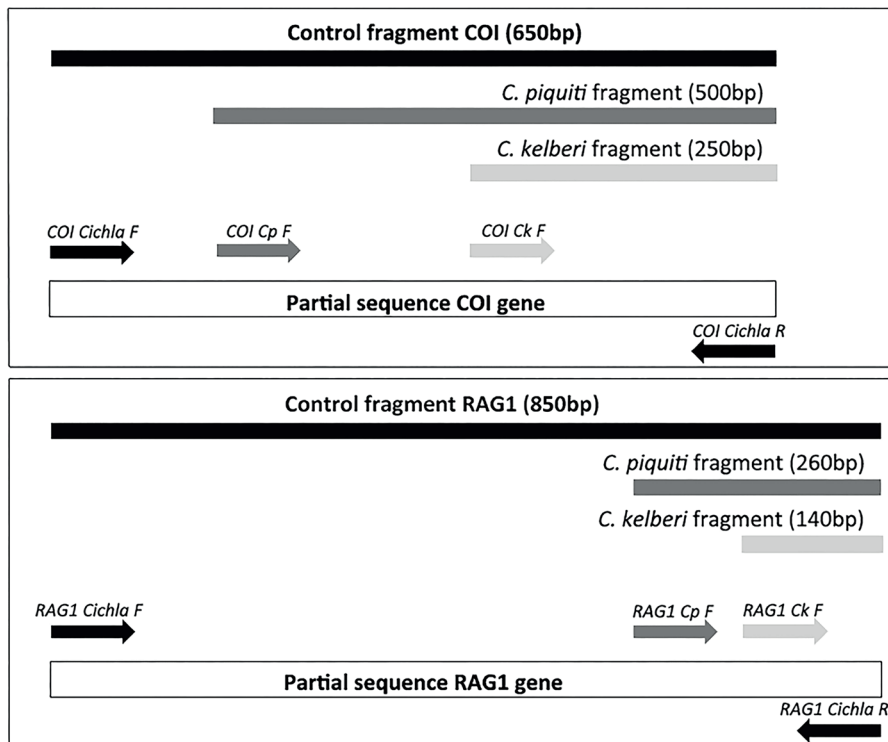 Control fragment COI (650bp)
C. piquiti fragment (500bp)
C. kelberi fragment (250bp)
COI Cichla F
COI Cp F
COI Ck F
Partial sequence COI gene
COI Cichla R
Control fragment RAG1 (850bp)
C. piquiti fragment (260bp)
C. kelberi fragment (140bp)
RAG1 Cichla F
RAG1 Cp F
RAG1 Ck F
Partial sequence RAG1 gene
RAG1 Cichla R